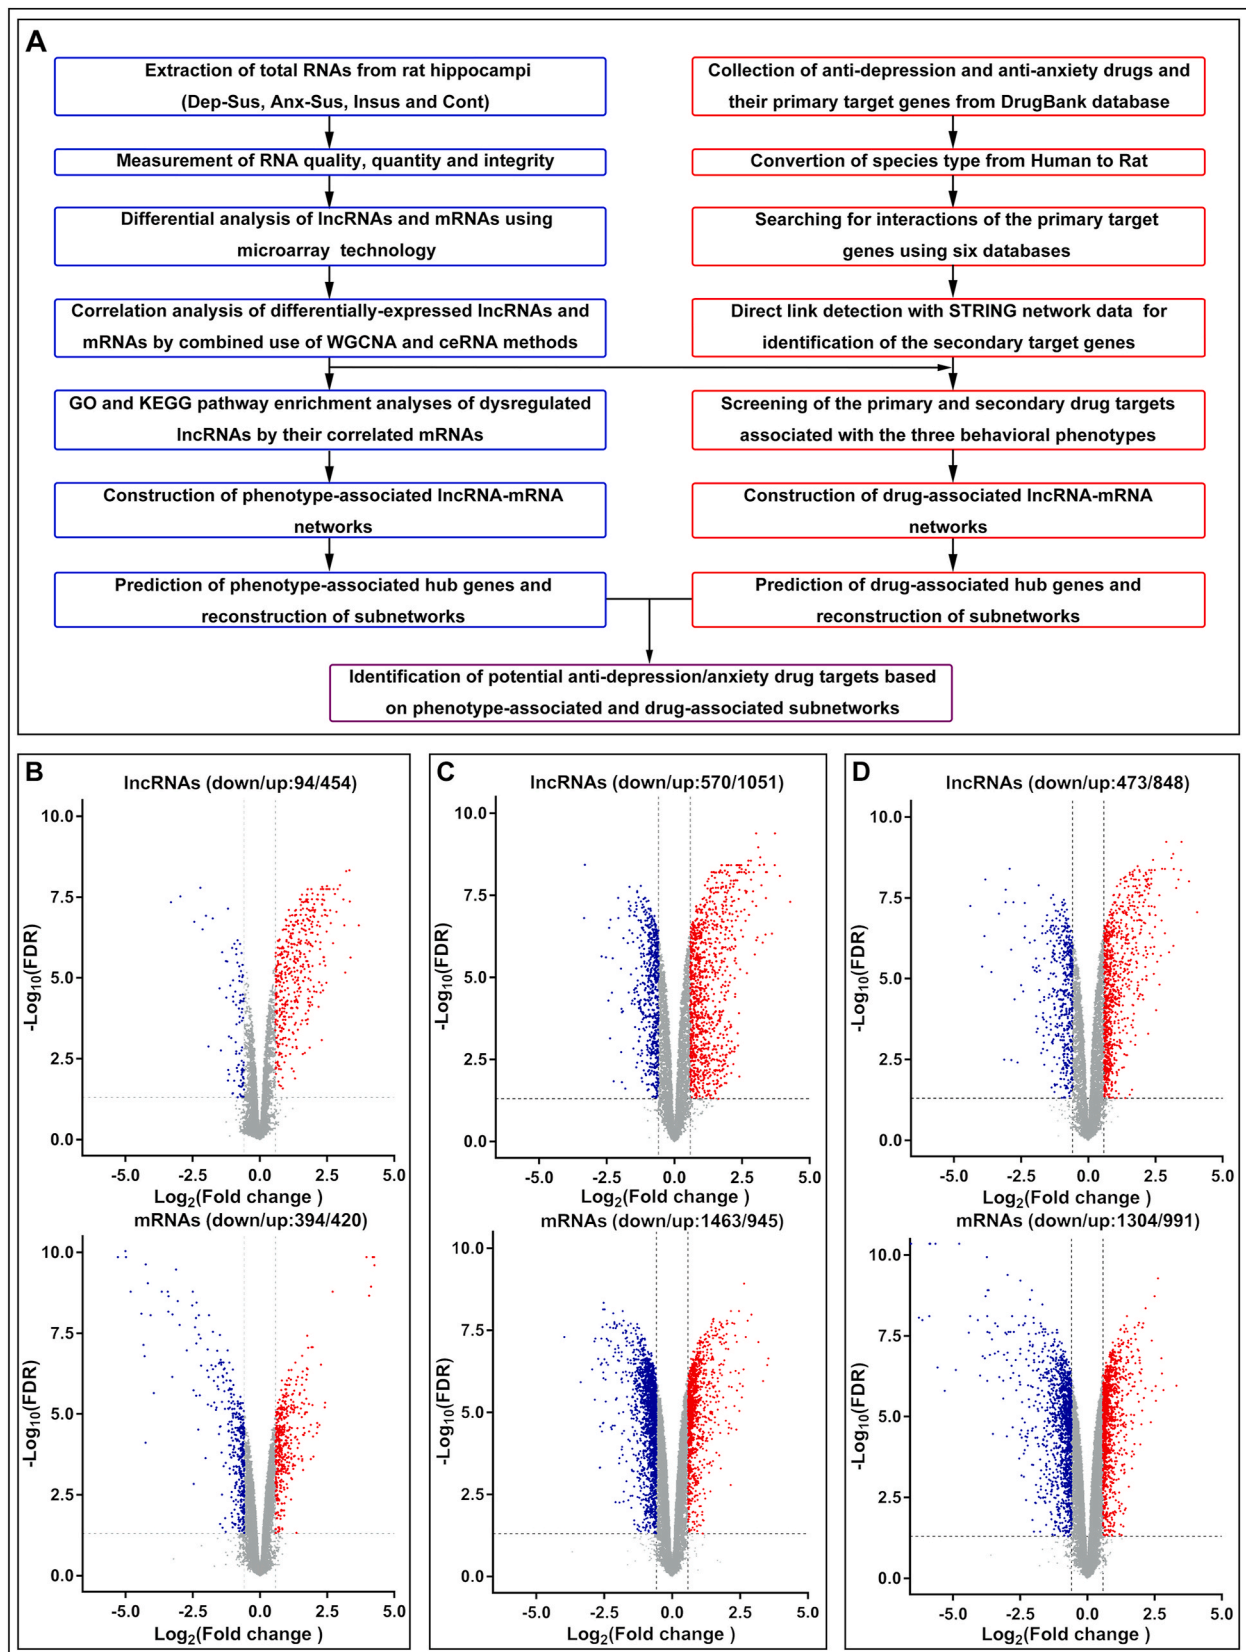 A
Extraction of total RNAs from rat hippocampi
(Dep-Sus, Anx-Sus, Insus and Cont)
Measurement of RNA quality, quantity and integrity
Differential analysis of lncRNAs and mRNAs using
microarray technology
Correlation analysis of differentially-expressed lncRNAs and
mRNAs by combined use of WGCNA and ceRNA methods
GO and KEGG pathway enrichment analyses of dysregulated
lncRNAs by their correlated mRNAs
Construction of phenotype-associated lncRNA-mRNA
networks
Prediction of phenotype-associated hub genes and
reconstruction of subnetworks
Collection of anti-depression and anti-anxiety drugs and
their primary target genes from DrugBank database
Convertion of species type from Human to Rat
Searching for interactions of the primary target
genes using six databases
Direct link detection with STRING network data for
identification of the secondary target genes
Screening of the primary and secondary drug targets
associated with the three behavioral phenotypes
Construction of drug-associated lncRNA-mRNA
networks
Prediction of drug-associated hub genes and
reconstruction of subnetworks
Identification of potential anti-depression/anxiety drug targets based
on phenotype-associated and drug-associated subnetworks
B
lncRNAs (down/up:94/454)
10.0
7.5
5.0
2.5
0.0
-Log10(FDR)
-5.0 -2.5 0.0 2.5 5.0
Log2(Fold change )
mRNAs (down/up:394/420)
10.0
7.5
5.0
2.5
0.0
-Log10(FDR)
-5.0 -2.5 0.0 2.5 5.0
Log2(Fold change )
C
lncRNAs (down/up:570/1051)
10.0
7.5
5.0
2.5
0.0
-Log10(FDR)
-5.0 -2.5 0.0 2.5 5.0
Log2(Fold change )
mRNAs (down/up:1463/945)
10.0
7.5
5.0
2.5
0.0
-Log10(FDR)
-5.0 -2.5 0.0 2.5 5.0
Log2(Fold change )
D
lncRNAs (down/up:473/848)
10.0
7.5
5.0
2.5
0.0
-Log10(FDR)
-5.0 -2.5 0.0 2.5 5.0
Log2(Fold change )
mRNAs (down/up:1304/991)
10.0
7.5
5.0
2.5
0.0
-Log10(FDR)
-5.0 -2.5 0.0 2.5 5.0
Log2(Fold change )